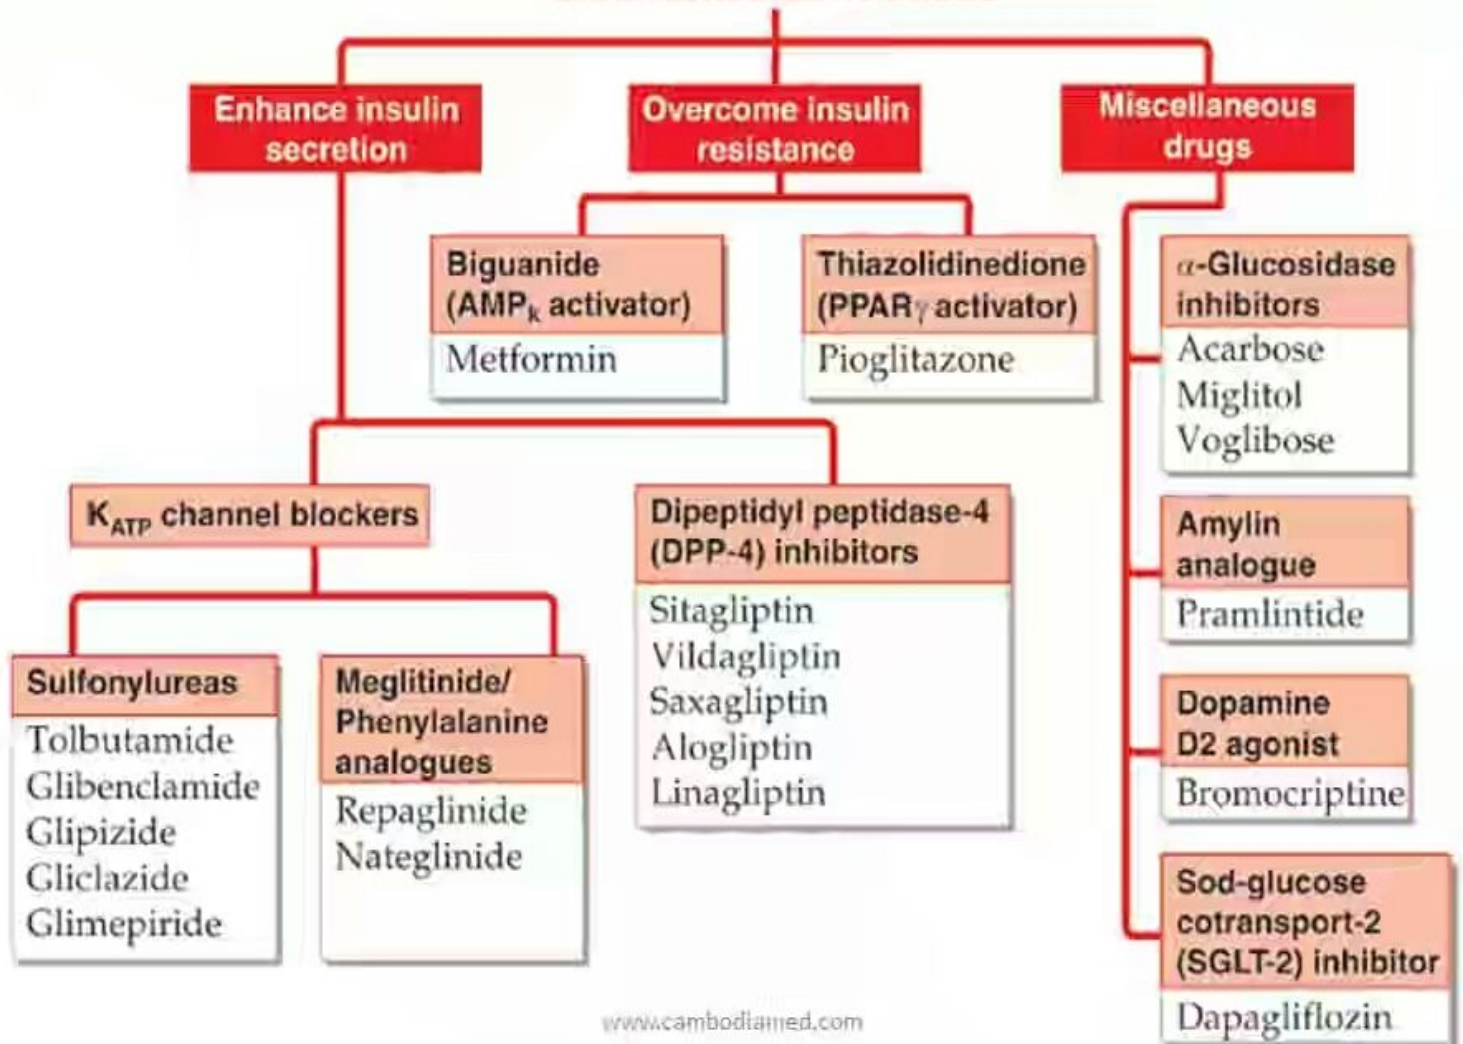 Enhance insulin
secretion
Overcome insulin
resistance
Miscellaneous
drugs
Biguanide
(AMPk activator)
Metformin
Thiazolidinedione
(PPARγ activator)
Pioglitazone
α-Glucosidase
inhibitors
Acarbose
Miglitol
Voglibose
KATP channel blockers
Dipeptidyl peptidase-4
(DPP-4) inhibitors
Sitagliptin
Vildagliptin
Saxagliptin
Alogliptin
Linagliptin
Amylin
analogue
Pramlintide
Sulfonylureas
Tolbutamide
Glibenclamide
Glipizide
Gliclazide
Glimepiride
Meglitinide/
Phenylalanine
analogues
Repaglinide
Nateglinide
Dopamine
D2 agonist
Bromocriptine
Sod-glucose
cotransport-2
(SGLT-2) inhibitor
Dapagliflozin
www.cambodiamed.com